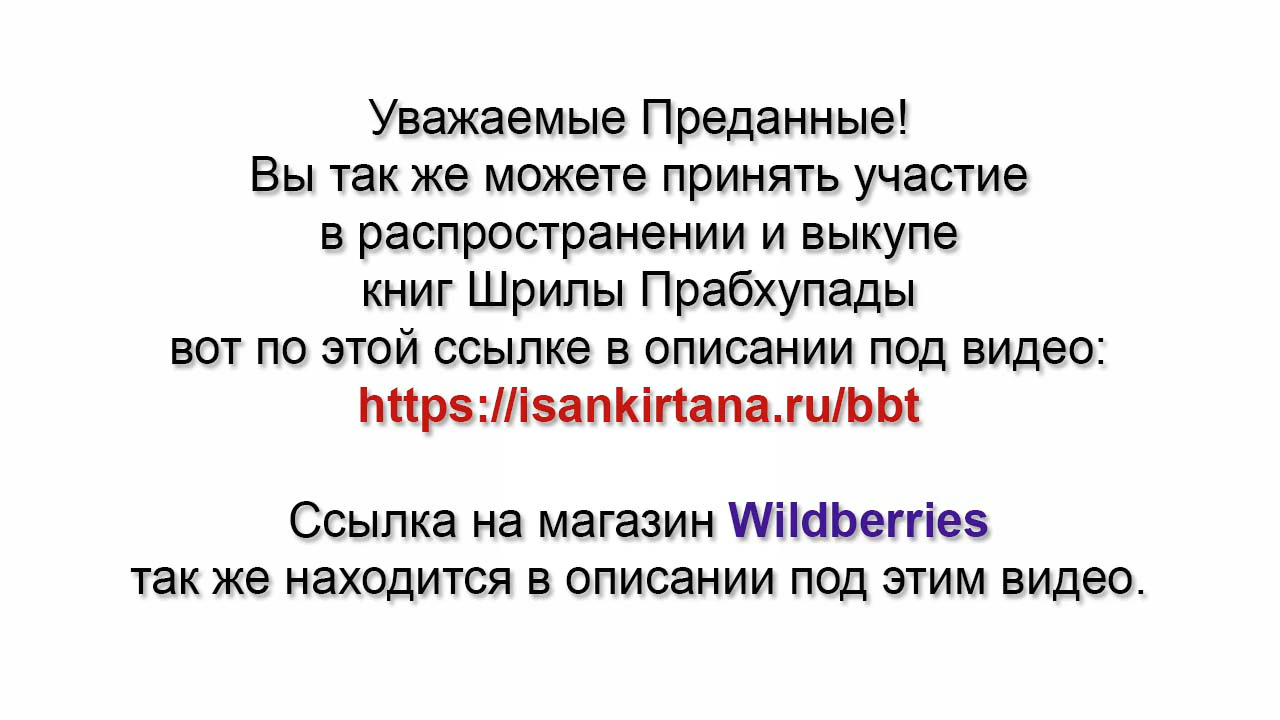 Уважаемые Преданные!
Вы так же можете принять участие
в распространении и выкупе
книг Шрилы Прабхупады
вот по этой ссылке в описании под видео:
https://isankirtana.ru/bbt
Ссылка на магазин Wildberries
так же находится в описании под этим видео.